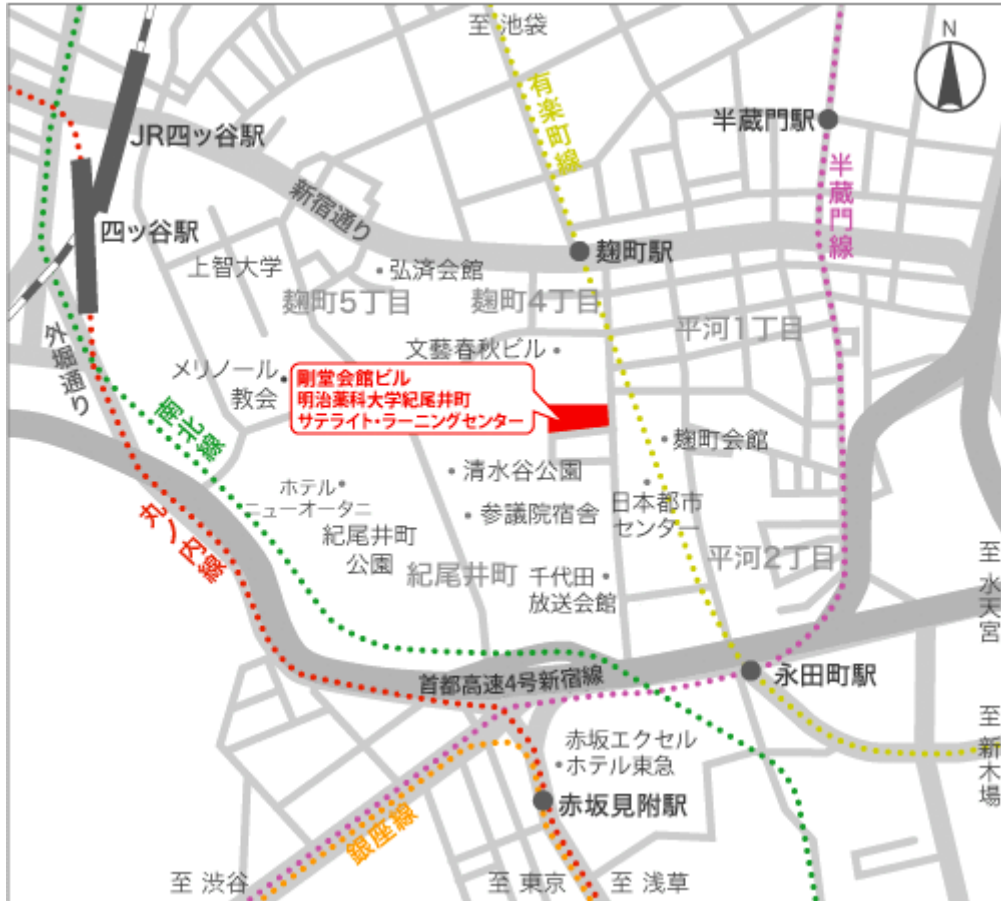 至 池袋
N
有楽町線
半蔵門駅
JR四ッ谷駅
半蔵門線
新宿通り
四ッ谷駅
麹町駅
上智大学
弘済会館
麹町5丁目
麹町4丁目
平河1丁目
外堀通り
文藝春秋ビル
メリノール
教会
剛堂会館ビル
明治薬科大学紀尾井町
サテライト・ラーニングセンター
南北線
麹町会館
清水谷公園
ホテル
ニューオータニ
参議院宿舎
日本都市
センター
丸ノ内線
紀尾井町
公園
平河2丁目
至 水天宮
紀尾井町
千代田
放送会館
首都高速4号新宿線
永田町駅
至 新木場
赤坂エクセル
ホテル東急
赤坂見附駅
銀座線
至 渋谷
至 東京
至 浅草